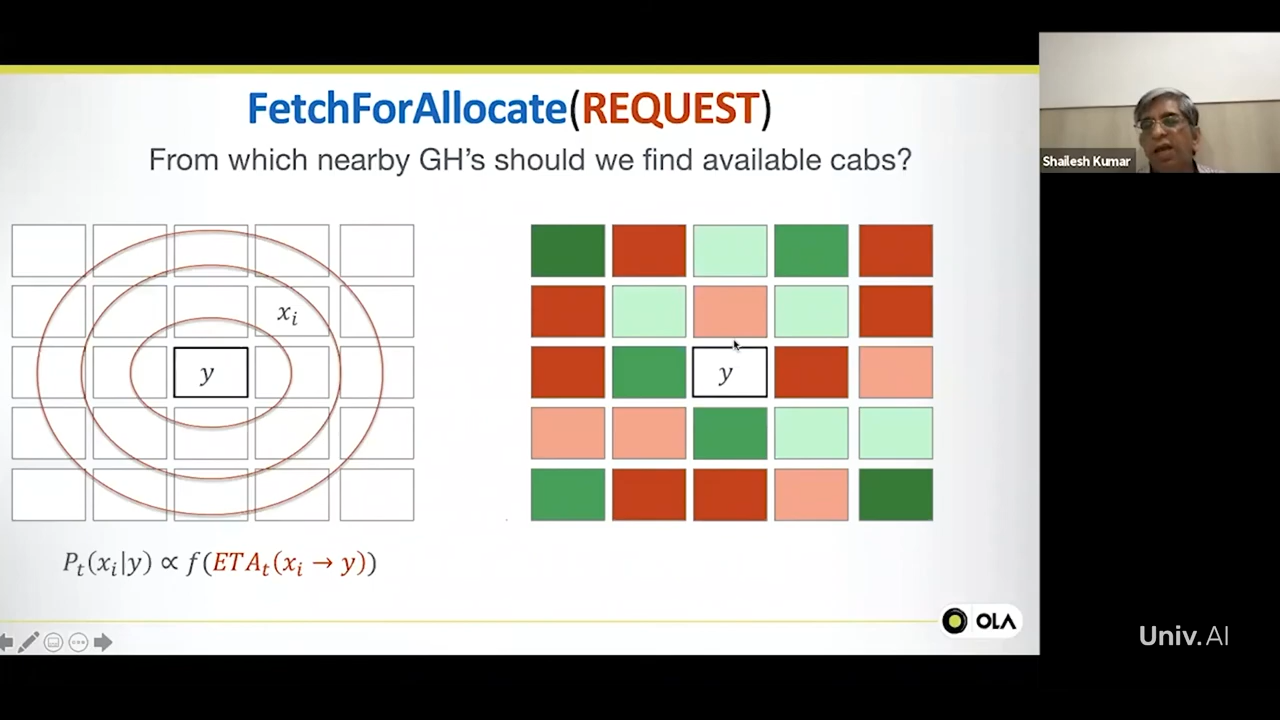 FetchForAllocate(REQUEST)
From which nearby GH's should we find available cabs?
Shailesh Kumar
x_i
y
y
P_t(x_i|y) ∝ f(ETA_t(x_i → y))
OLA
Univ.AI